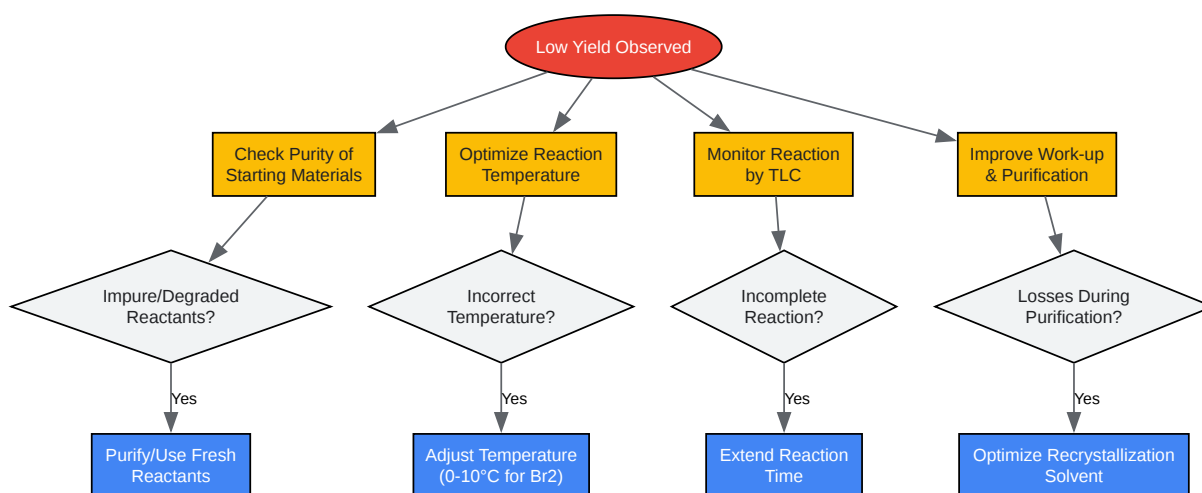 Low Yield Observed
Check Purity of
Starting Materials
Optimize Reaction
Temperature
Monitor Reaction
by TLC
Improve Work-up
& Purification
Impure/Degraded
Reactants?
Incorrect
Temperature?
Incomplete
Reaction?
Losses During
Purification?
Yes
Yes
Yes
Yes
Purify/Use Fresh
Reactants
Adjust Temperature
(0-10°C for Br2)
Extend Reaction
Time
Optimize Recrystallization
Solvent